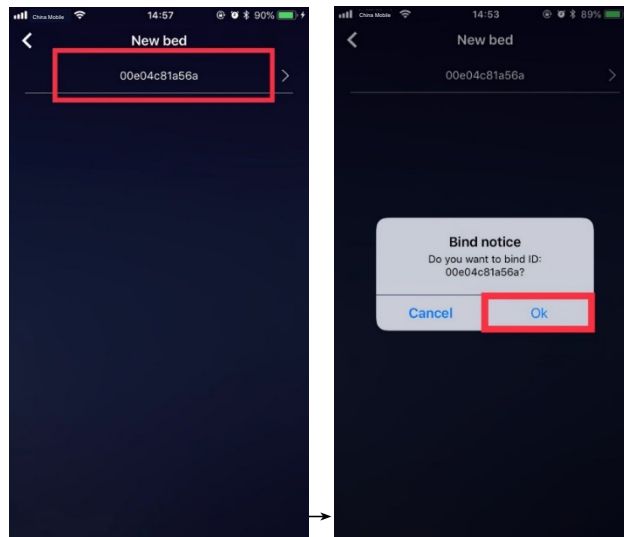 China Mobile 14:57 90%
New bed
00e04c81a56a
China Mobile 14:53 89%
New bed
00e04c81a56a
Bind notice
Do you want to bind ID:
00e04c81a56a?
Cancel Ok